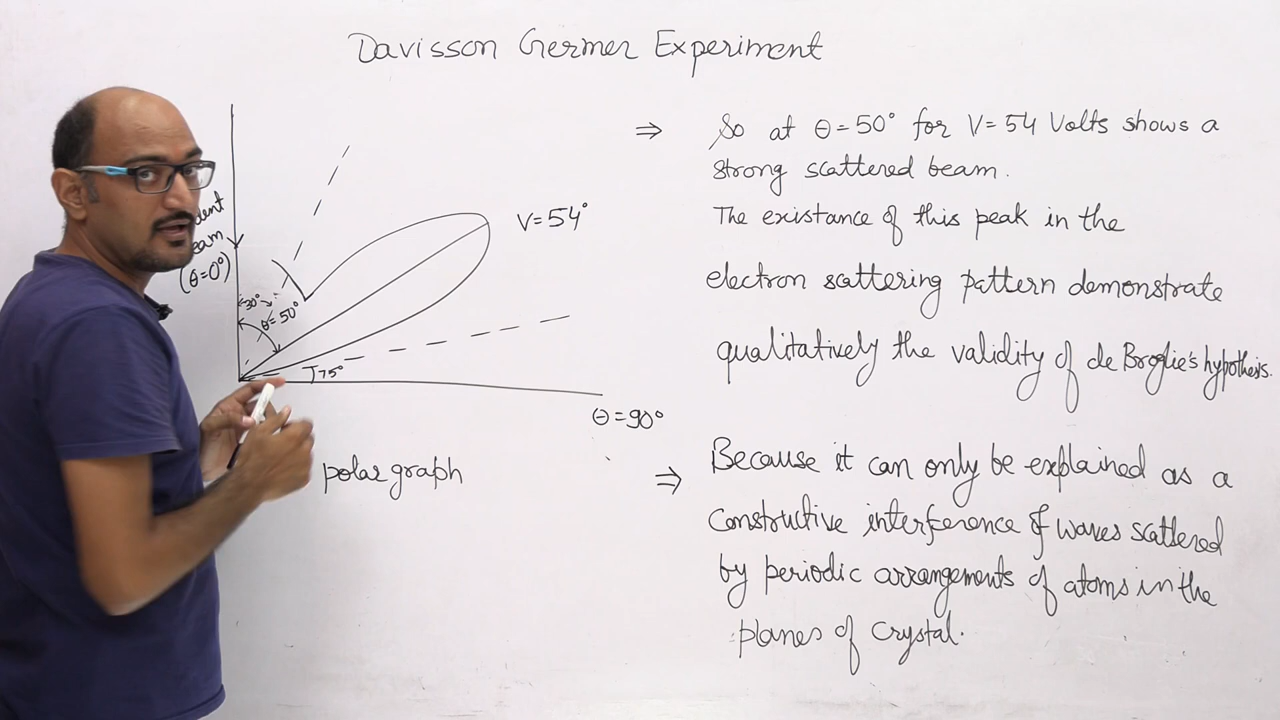 Davisson Germer Experiment
⇒ So at θ=50° for V=54 Volts shows a
strong scattered beam.
The existance of this peak in the
electron scattering pattern demonstrate
qualitatively the validity of de Broglie's hypothesis.
⇒ Because it can only be explained as a
constructive interference of waves scattered
by periodic arrangements of atoms in the
planes of crystal.
V=54°
(θ=0°)
30°
θ=50°
75°
θ=90°
polar graph